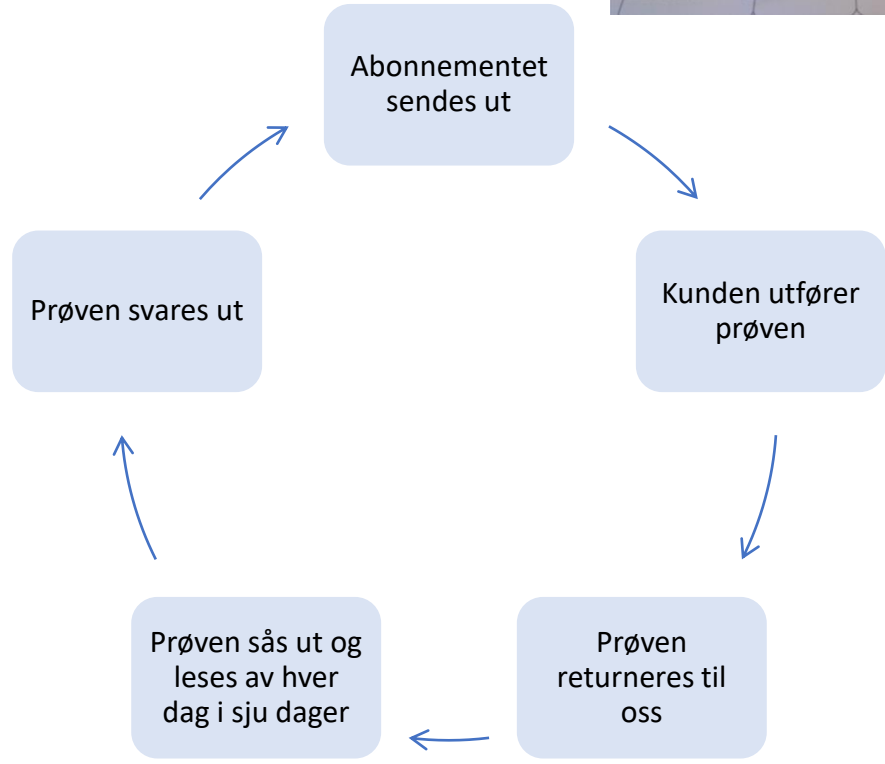 Abonnementet
sendes ut
Kunden utfører
prøven
Prøven
returneres til
oss
Prøven sås ut og
leses av hver
dag i sju dager
Prøven svares ut